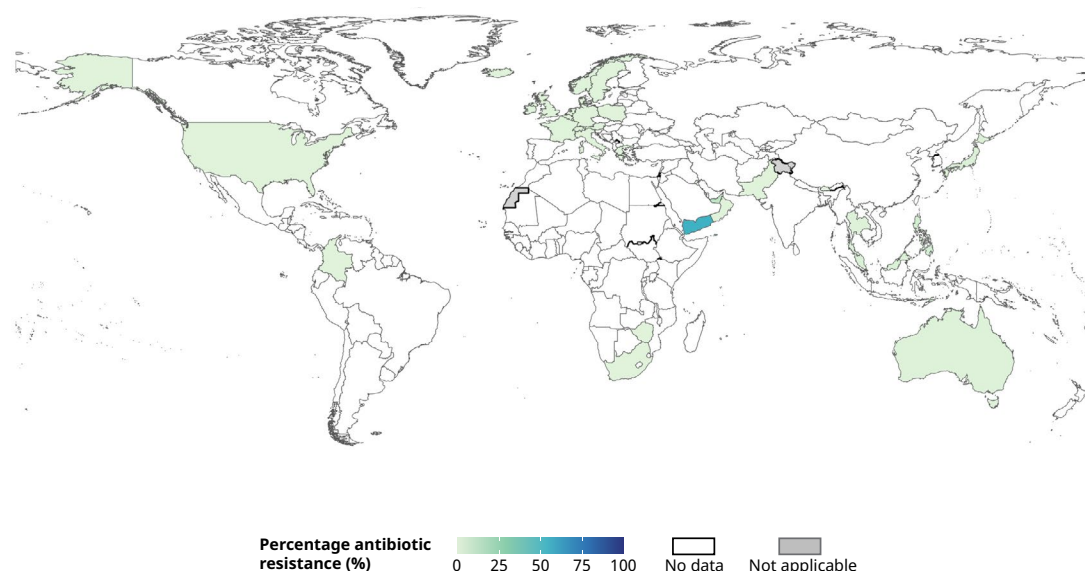 Percentage antibiotic
resistance (%)
0 25 50 75 100
No data
Not applicable